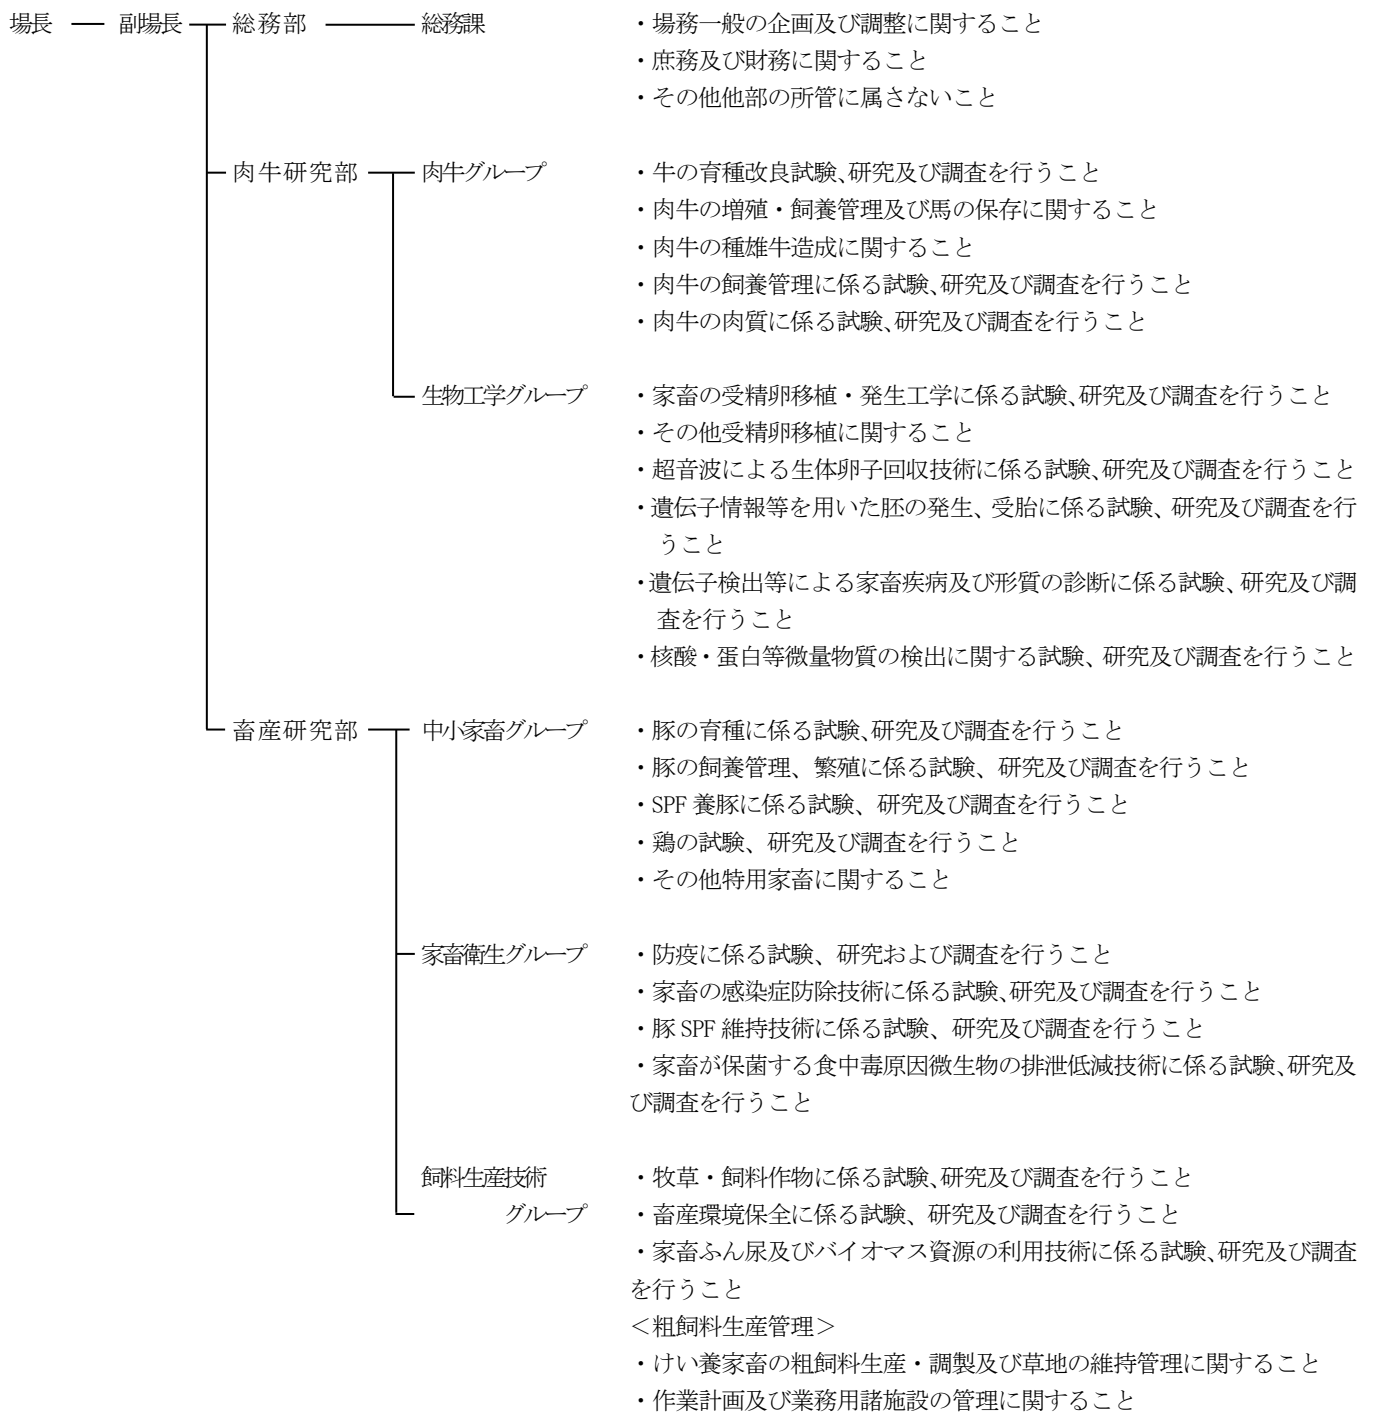 場長 副場長 総務部 総務課 ・場務一般の企画及び調整に関すること
・庶務及び財務に関すること
・その他他部の所管に属さないこと
肉牛研究部 肉牛グループ ・牛の育種改良試験、研究及び調査を行うこと
・肉牛の増殖・飼養管理及び馬の保存に関すること
・肉牛の種雄牛造成に関すること
・肉牛の飼養管理に係る試験、研究及び調査を行うこと
・肉牛の肉質に係る試験、研究及び調査を行うこと
生物工学グループ ・家畜の受精卵移植・発生工学に係る試験、研究及び調査を行うこと
・その他受精卵移植に関すること
・超音波による生体卵子回収技術に係る試験、研究及び調査を行うこと
・遺伝子情報等を用いた胚の発生、受胎に係る試験、研究及び調査を行
うこと
・遺伝子検出等による家畜疾病及び形質の診断に係る試験、研究及び調
査を行うこと
・核酸・蛋白等微量物質の検出に関する試験、研究及び調査を行うこと
畜産研究部 中小家畜グループ ・豚の育種に係る試験、研究及び調査を行うこと
・豚の飼養管理、繁殖に係る試験、研究及び調査を行うこと
・SPF 養豚に係る試験、研究及び調査を行うこと
・鶏の試験、研究及び調査を行うこと
・その他特用家畜に関すること
家畜衛生グループ ・防疫に係る試験、研究および調査を行うこと
・家畜の感染症防除技術に係る試験、研究及び調査を行うこと
・豚 SPF 維持技術に係る試験、研究及び調査を行うこと
・家畜が保菌する食中毒原因微生物の排泄低減技術に係る試験、研究及
び調査を行うこと
飼料生産技術 ・牧草・飼料作物に係る試験、研究及び調査を行うこと
グループ ・畜産環境保全に係る試験、研究及び調査を行うこと
・家畜ふん尿及びバイオマス資源の利用技術に係る試験、研究及び調査
を行うこと
＜粗飼料生産管理＞
・けい養家畜の粗飼料生産・調製及び草地の維持管理に関すること
・作業計画及び業務用諸施設の管理に関すること